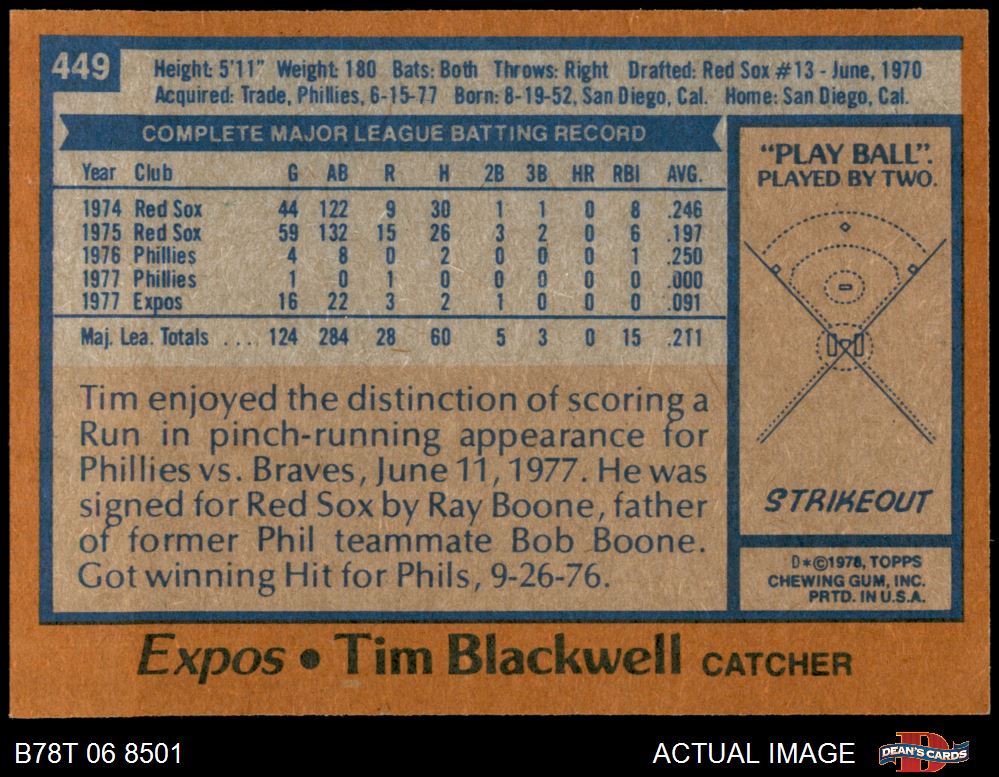 449
Height: 5'11" Weight: 180 Bats: Both Throws: Right Drafted: Red Sox #13 - June, 1970
Acquired: Trade, Phillies, 6-15-77 Born: 8-19-52, San Diego, Cal. Home: San Diego, Cal.
COMPLETE MAJOR LEAGUE BATTING RECORD
Year Club G AB R H 2B 3B HR RBI AVG.
1974 Red Sox 44 122 9 30 1 1 0 8 .246
1975 Red Sox 59 132 15 26 3 2 0 6 .197
1976 Phillies 4 8 0 2 0 0 0 1 .250
1977 Phillies 1 0 1 0 0 0 0 0 .000
1977 Expos 16 22 3 2 1 0 0 0 .091
Maj. Lea. Totals .... 124 284 28 60 5 3 0 15 .211
Tim enjoyed the distinction of scoring a
Run in pinch-running appearance for
Phillies vs. Braves, June 11, 1977. He was
signed for Red Sox by Ray Boone, father
of former Phil teammate Bob Boone.
Got winning Hit for Phils, 9-26-76.
"PLAY BALL".
PLAYED BY TWO.
STRIKEOUT
D*©1978, TOPPS
CHEWING GUM, INC.
PRTD. IN U.S.A.
Expos • Tim Blackwell CATCHER
B78T 06 8501
ACTUAL IMAGE
DEAN'S CARDS